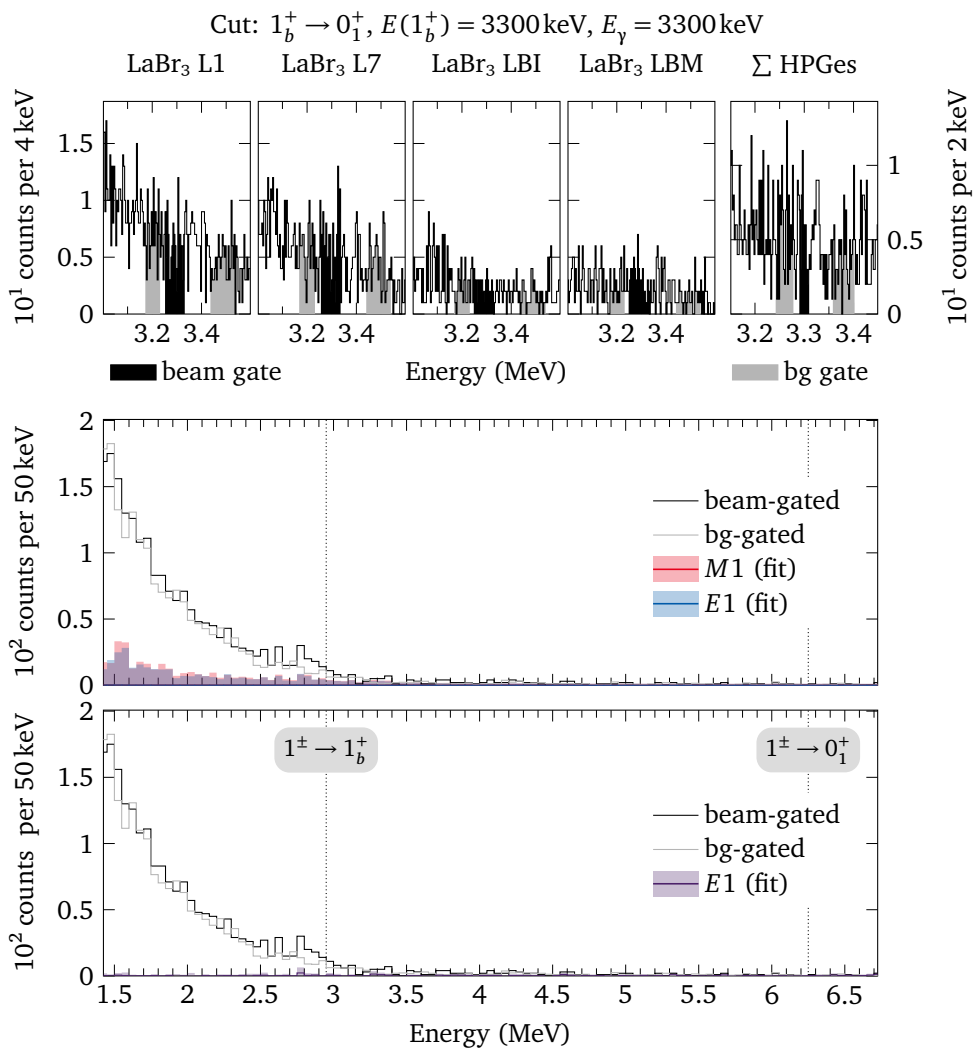 Cut: 1_b^+ → 0_1^+, E(1_b^+) = 3300 keV, E_γ = 3300 keV
LaBr₃ L1 LaBr₃ L7 LaBr₃ LBI LaBr₃ LBM ∑ HPGes
10¹ counts per 4 keV
1.5
1
0.5
0
1
0.5
0
10¹ counts per 2 keV
3.2 3.4 3.2 3.4 3.2 3.4 3.2 3.4 3.2 3.4
beam gate Energy (MeV) bg gate
10² counts per 50 keV
2
1.5
1
0.5
0
beam-gated
bg-gated
M1 (fit)
E1 (fit)
10² counts per 50 keV
2
1.5
1
0.5
0
1^± → 1_b^+ 1^± → 0_1^+
beam-gated
bg-gated
E1 (fit)
1.5 2 2.5 3 3.5 4 4.5 5 5.5 6 6.5
Energy (MeV)